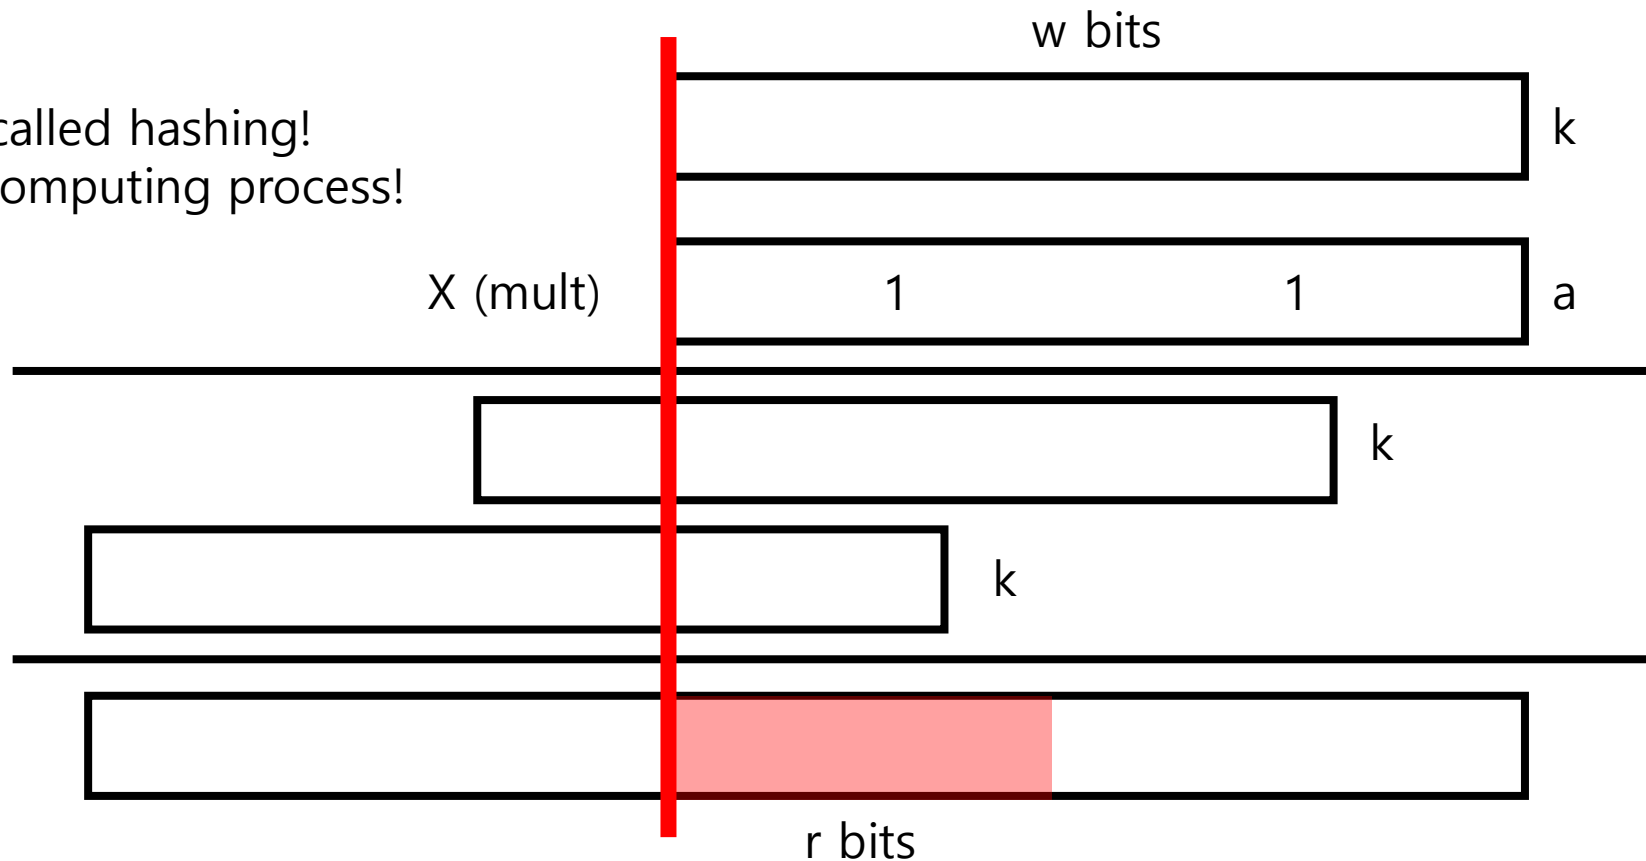 w bits
called hashing!
k
omputing process!
X (mult)
1
1
a
k
k
r bits